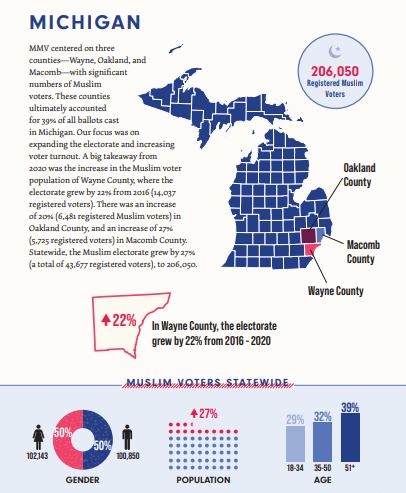 MICHIGAN
MMV centered on three
counties—Wayne, Oakland, and
Macomb—with significant
numbers of Muslim
voters. These counties
ultimately accounted
for 39% of all ballots cast
in Michigan. Our focus was on
expanding the electorate and increasing
voter turnout. A big takeaway from
2020 was the increase in the Muslim voter
population of Wayne County, where the
electorate grew by 22% from 2016 (14,037
registered voters). There was an increase
of 20% (6,481 registered Muslim voters) in
Oakland County, and an increase of 27%
(5,725 registered voters) in Macomb County.
Statewide, the Muslim electorate grew by 27%
(a total of 43,677 registered voters), to 206,050.
206,050
Registered Muslim
Voters
Oakland
County
Macomb
County
Wayne County
22%
In Wayne County, the electorate
grew by 22% from 2016 - 2020
MUSLIM VOTERS STATEWIDE
50%
50%
102,143
100,850
GENDER
27%
POPULATION
29%
32%
39%
18-34
35-50
51+
AGE